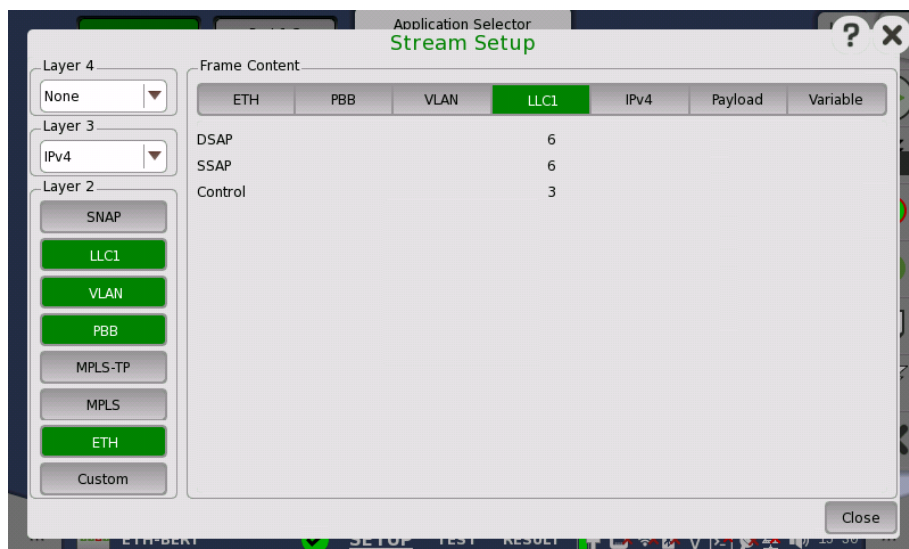 Application Selector
Stream Setup
?
Layer 4
None
Layer 3
IPv4
Layer 2
SNAP
LLC1
VLAN
PBB
MPLS-TP
MPLS
ETH
Custom
Frame Content
ETH PBB VLAN LLC1 IPv4 Payload Variable
DSAP 6
SSAP 6
Control 3
Close
ETH-BERT SETUP TEST RESULT